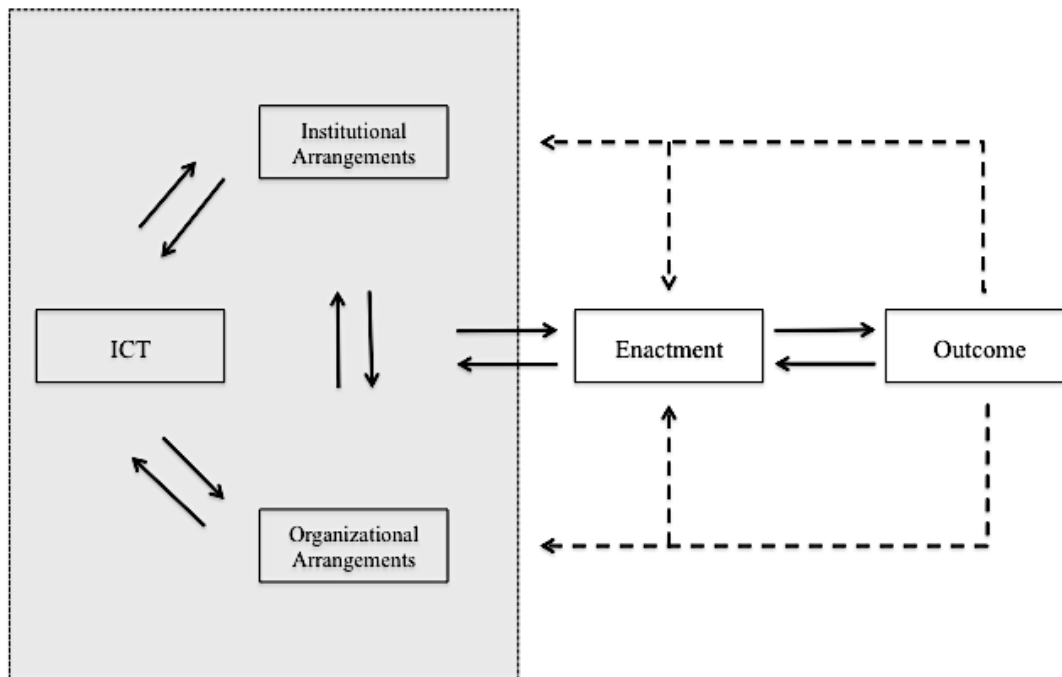 Institutional
Arrangements
ICT
Enactment
Outcome
Organizational
Arrangements